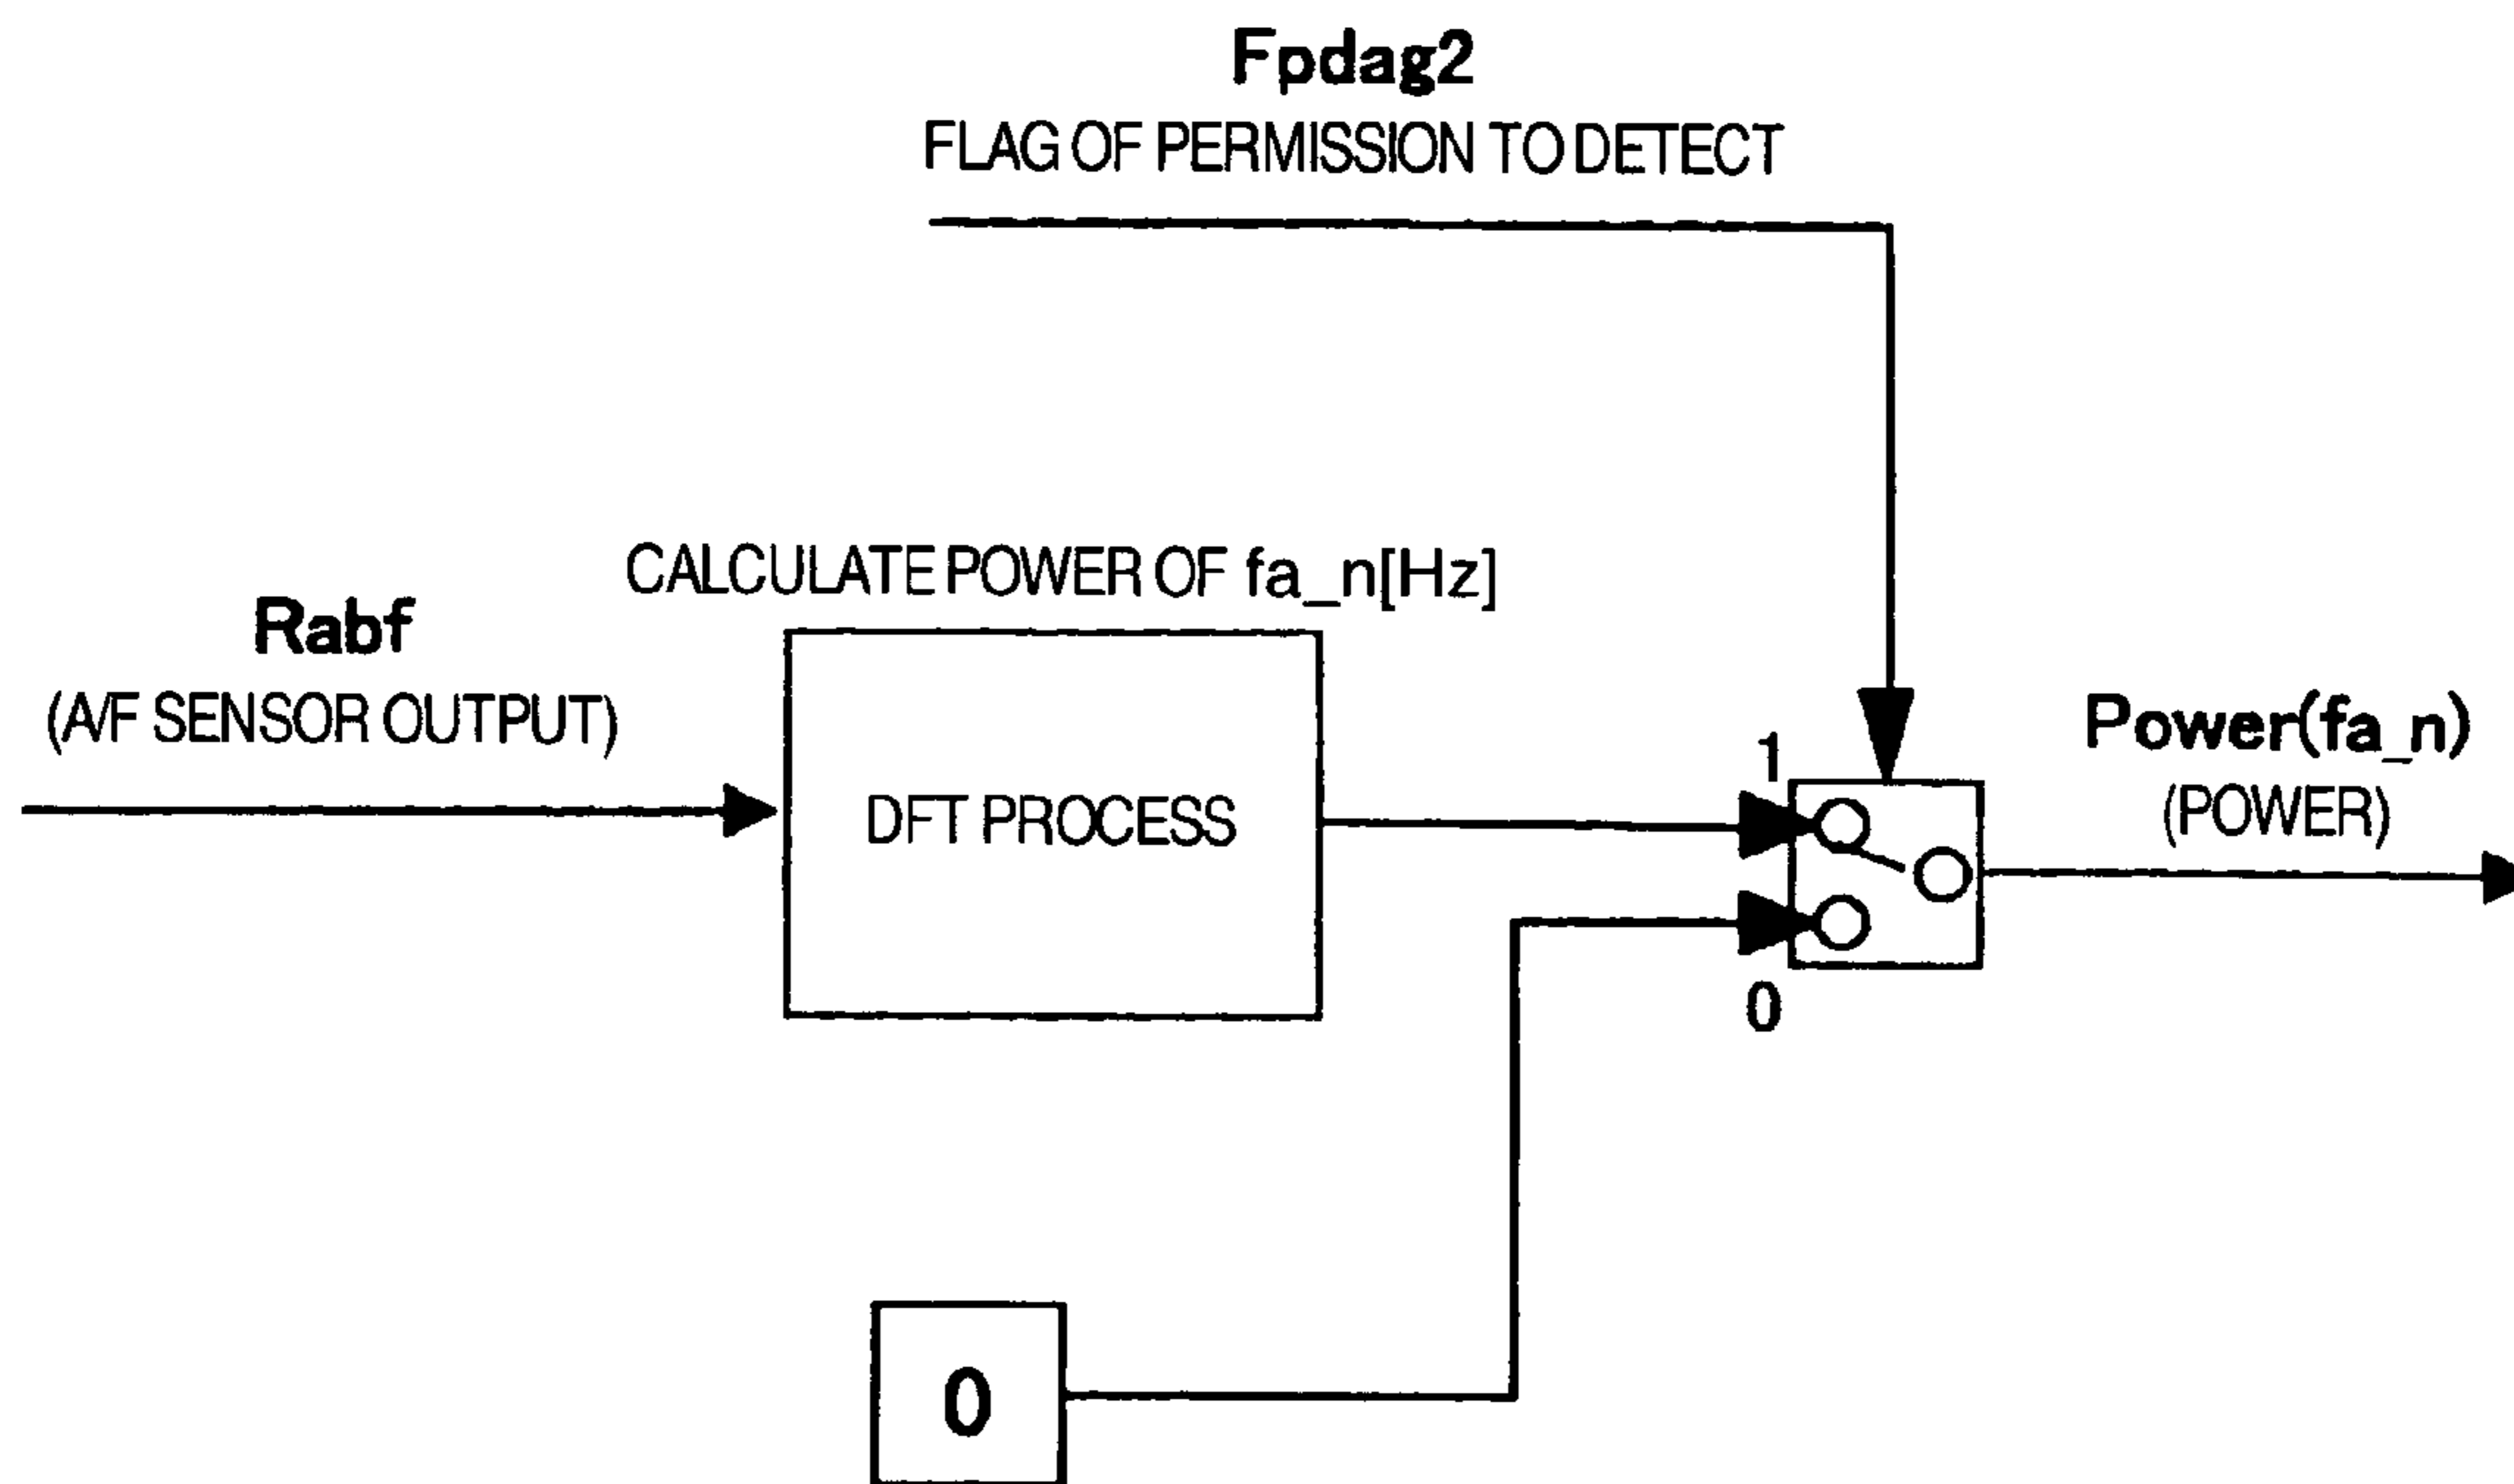 Fpdag2
FLAG OF PERMISSION TO DETECT
CALCULATE POWER OF fa_n[Hz]
Rabf
(A/F SENSOR OUTPUT)
DFT PROCESS
1
0
Power(fa_n)
(POWER)
0